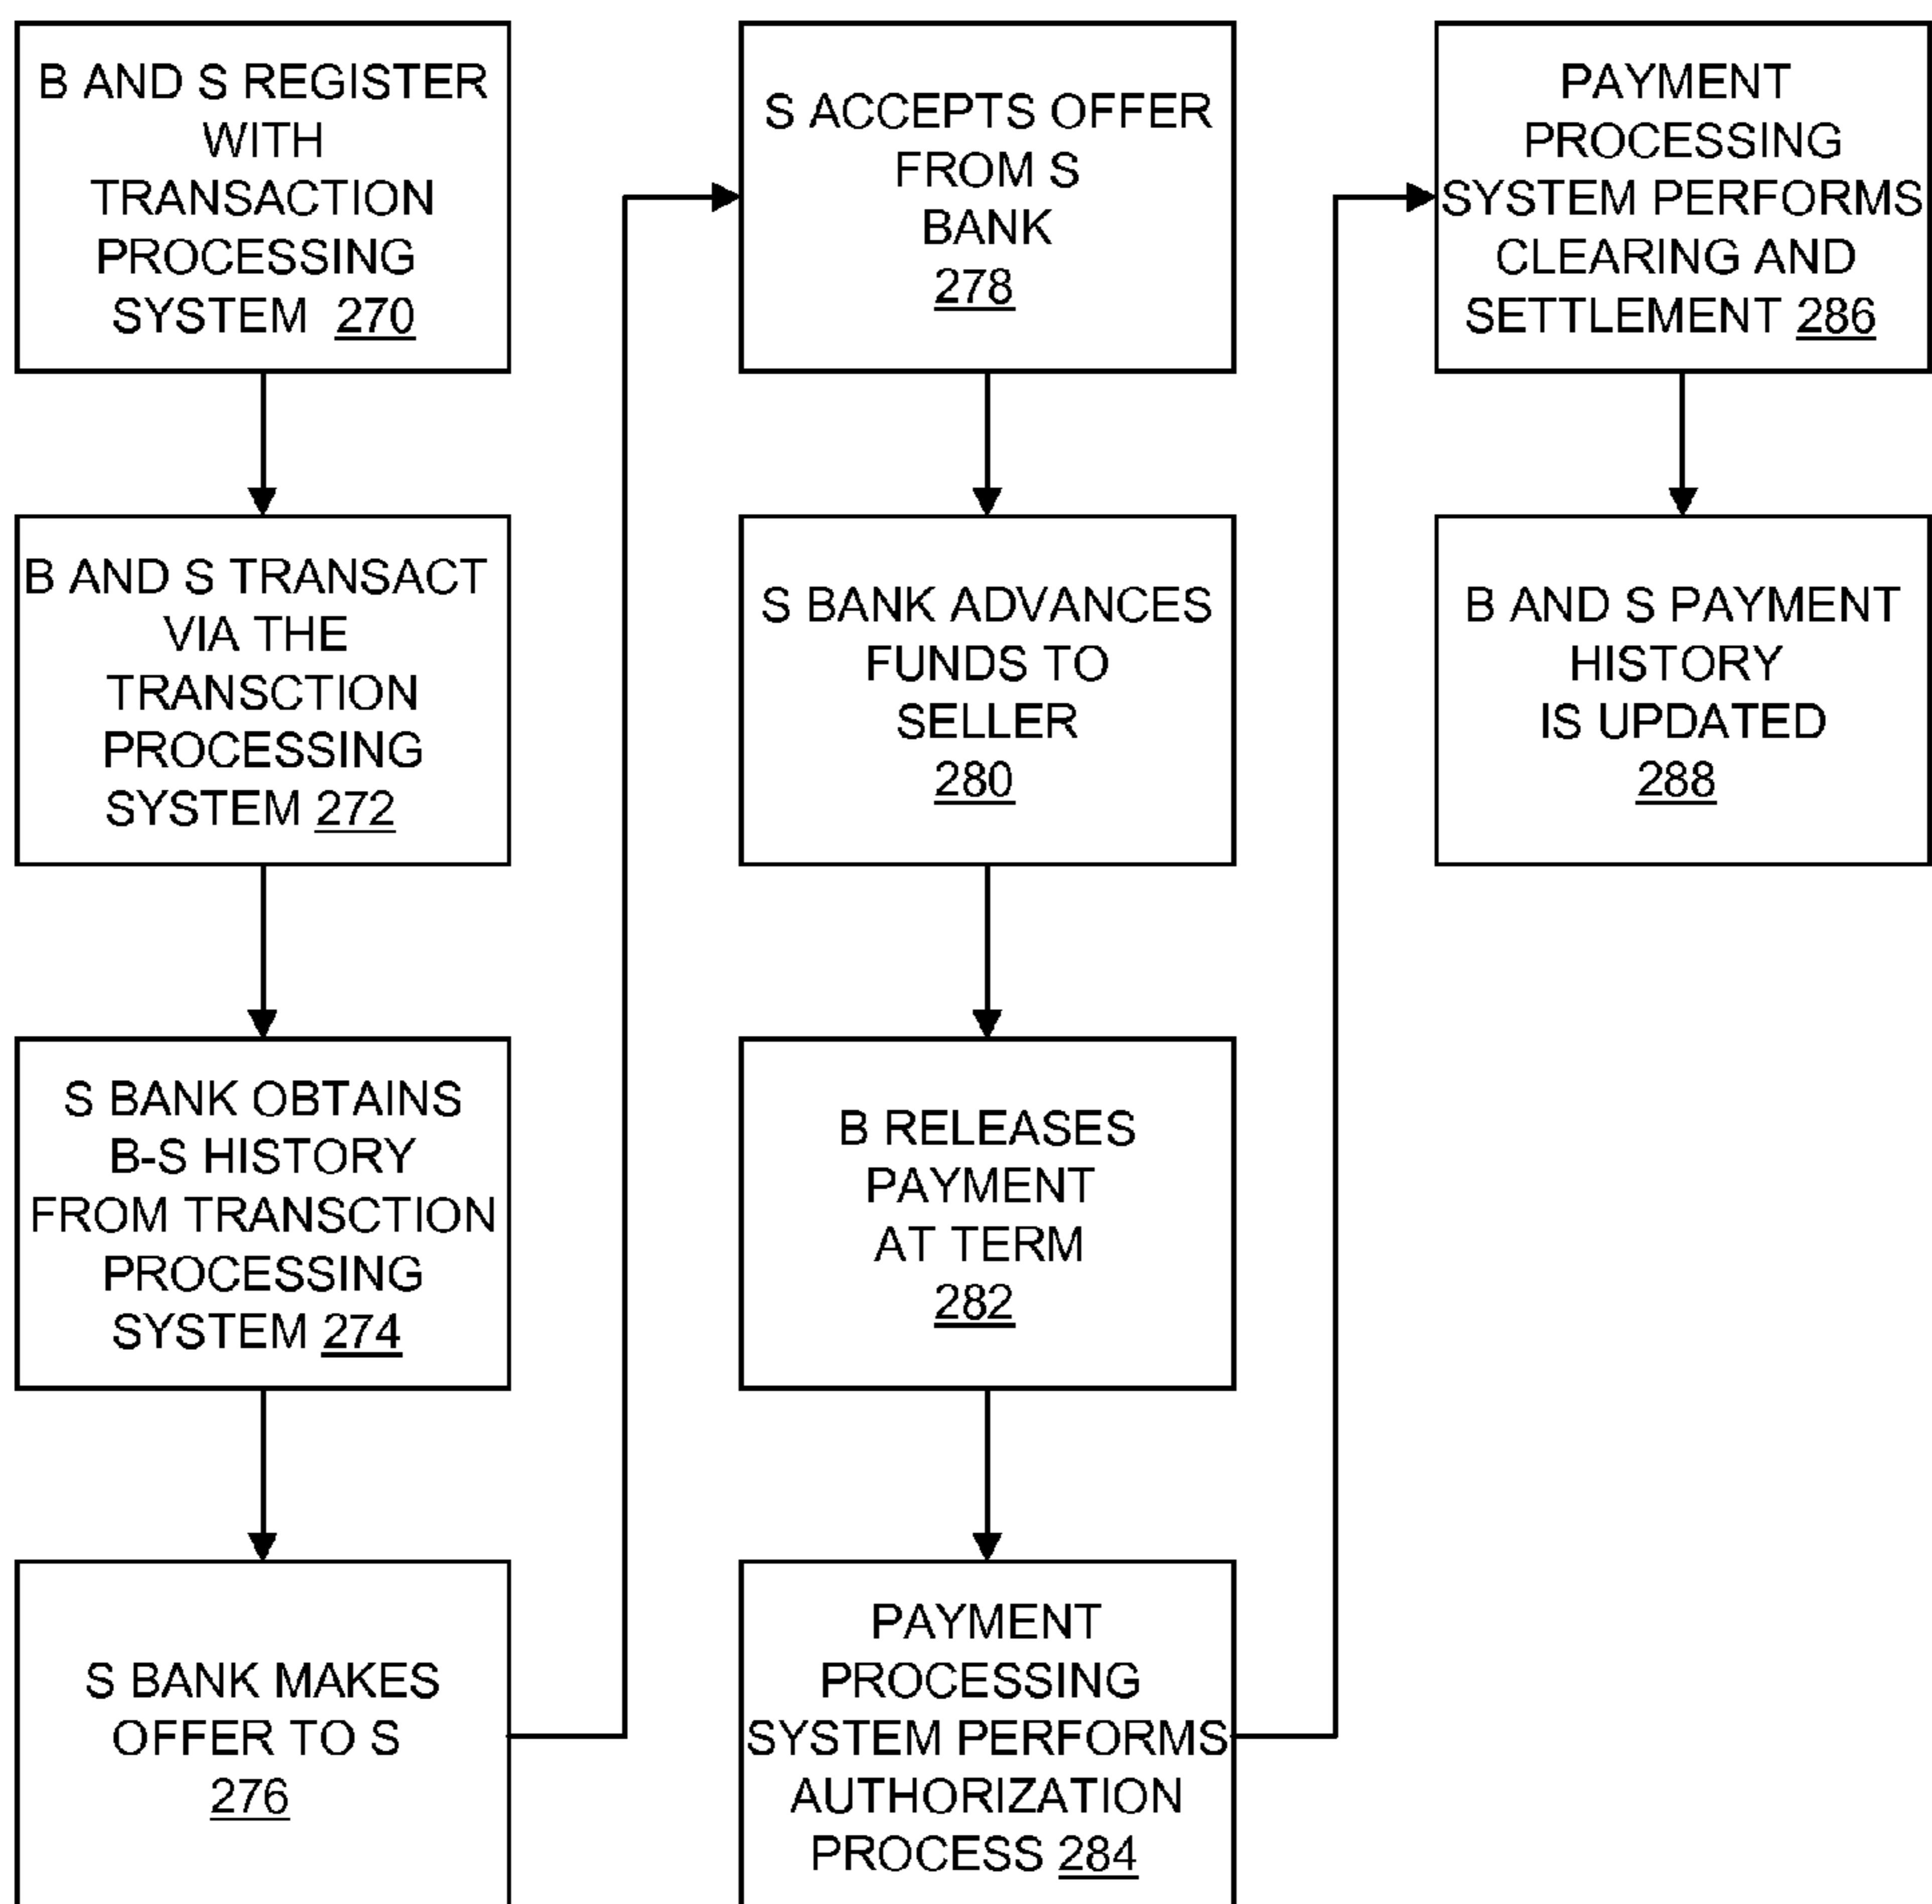 B AND S REGISTER
WITH
TRANSACTION
PROCESSING
SYSTEM 270
B AND S TRANSACT
VIA THE
TRANSCTION
PROCESSING
SYSTEM 272
S BANK OBTAINS
B-S HISTORY
FROM TRANSCTION
PROCESSING
SYSTEM 274
S BANK MAKES
OFFER TO S
276
S ACCEPTS OFFER
FROM S
BANK
278
S BANK ADVANCES
FUNDS TO
SELLER
280
B RELEASES
PAYMENT
AT TERM
282
PAYMENT
PROCESSING
SYSTEM PERFORMS
AUTHORIZATION
PROCESS 284
PAYMENT
PROCESSING
SYSTEM PERFORMS
CLEARING AND
SETTLEMENT 286
B AND S PAYMENT
HISTORY
IS UPDATED
288